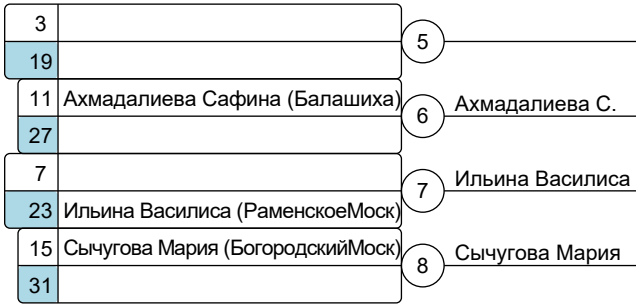 3
5
19
11 Ахмадалиева Сафина (Балашиха)
6 Ахмадалиева С.
27
7
7 Ильина Василиса
23 Ильина Василиса (РаменскоеМоск)
15 Сычугова Мария (БогородскийМоск)
8 Сычугова Мария
31